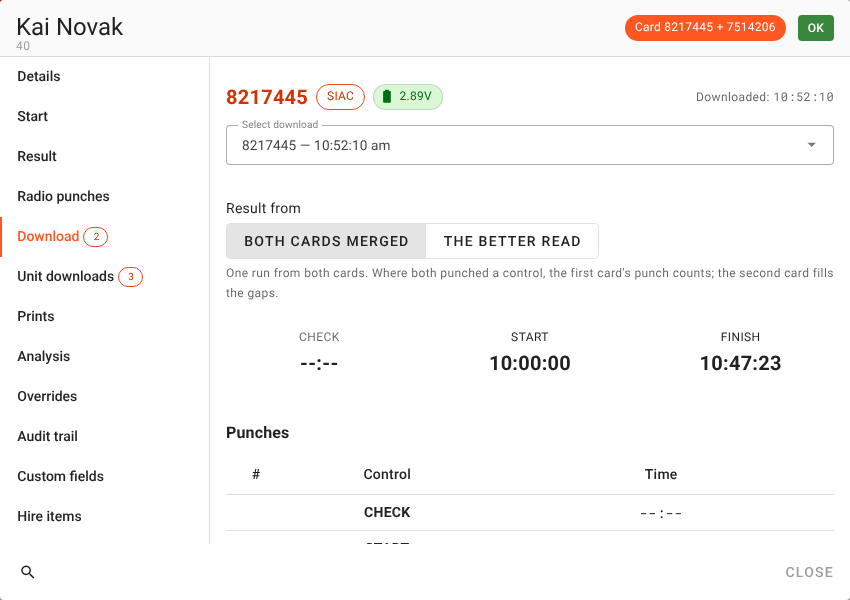 Kai Novak
40
Card 8217445 + 7514206
OK
Details
Start
Result
Radio punches
Download 2
Unit downloads 3
Prints
Analysis
Overrides
Audit trail
Custom fields
Hire items
8217445 SIAC 2.89V
Downloaded: 10:52:10
Select download
8217445 — 10:52:10 am
Result from
BOTH CARDS MERGED
THE BETTER READ
One run from both cards. Where both punched a control, the first card's punch counts; the second card fills
the gaps.
CHECK START FINISH
--:-- 10:00:00 10:47:23
Punches
# Control Time
CHECK --:--
CLOSE